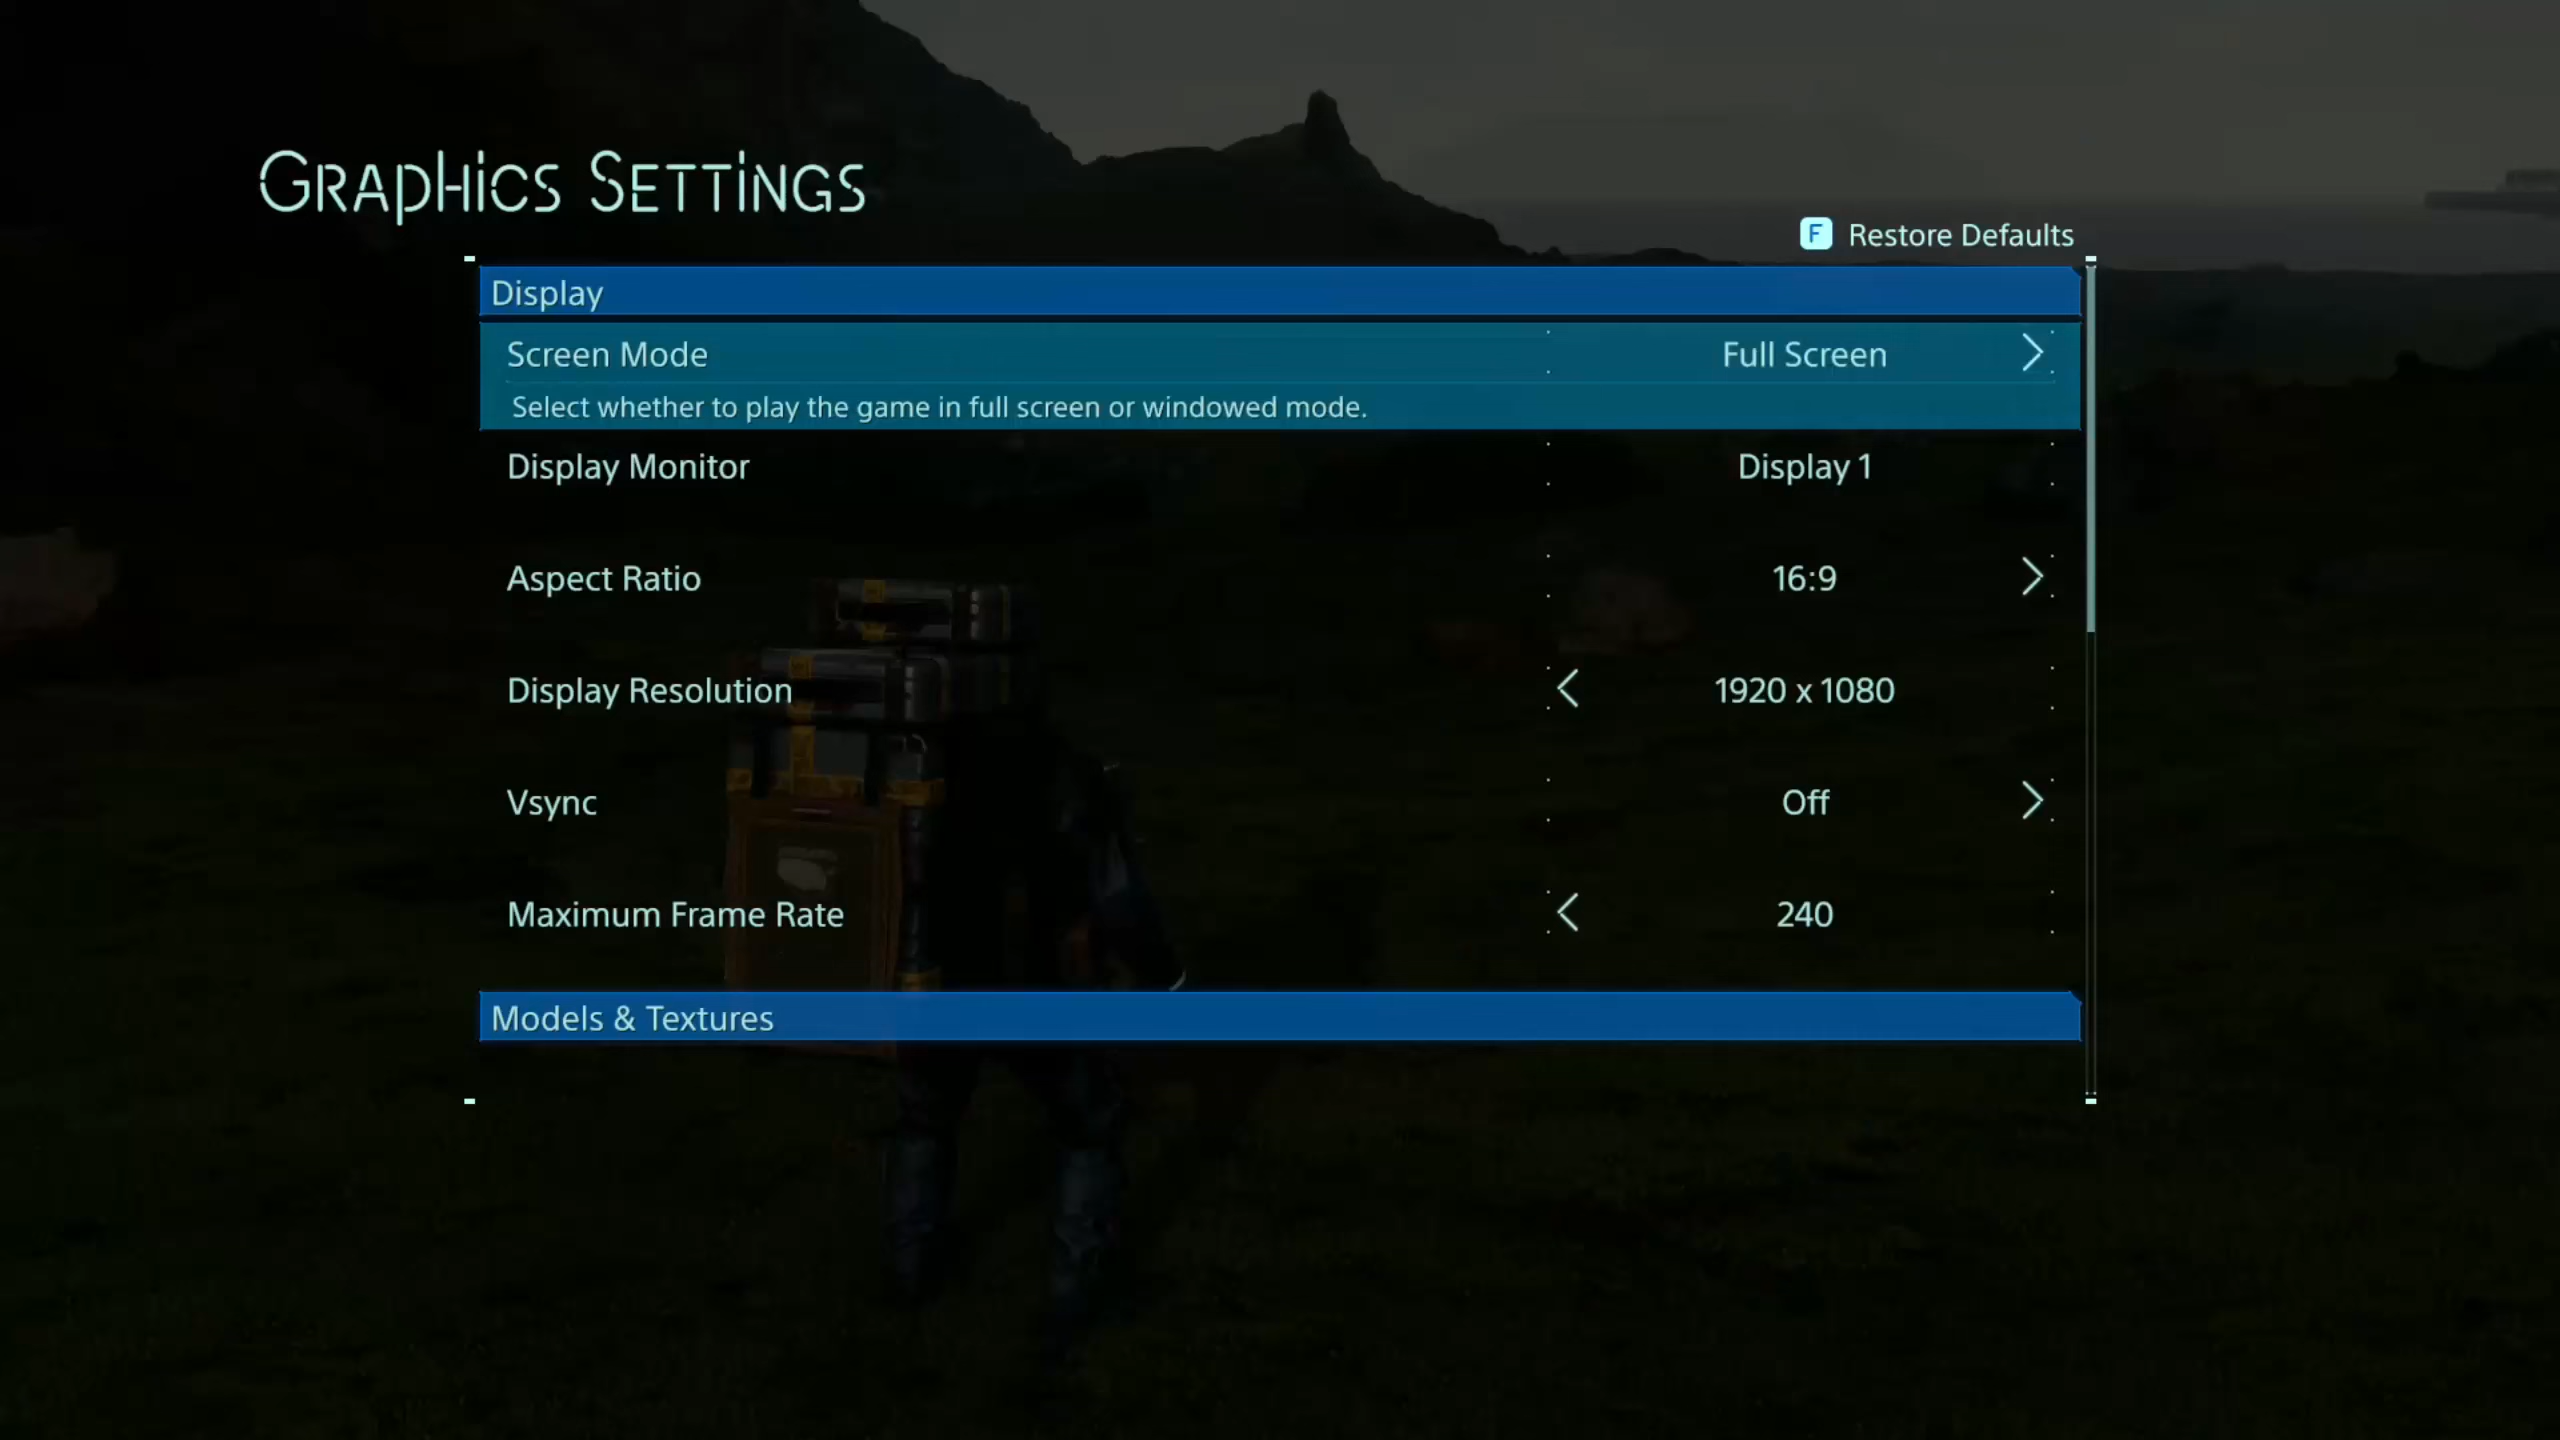 Graphics Settings
F Restore Defaults
Display
Screen Mode Full Screen
Select whether to play the game in full screen or windowed mode.
Display Monitor Display 1
Aspect Ratio 16:9
Display Resolution 1920 x 1080
Vsync Off
Maximum Frame Rate 240
Models & Textures